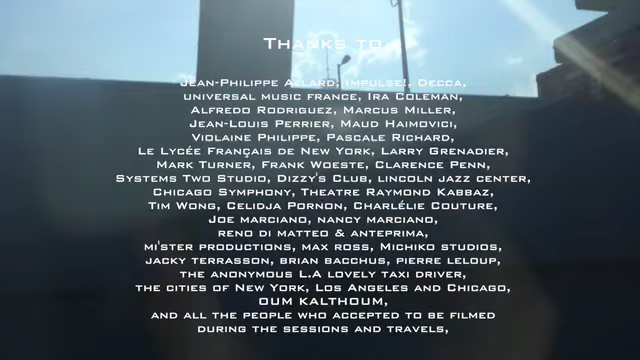 Thanks to
Jean-Philippe Allard, impulse!, Decca,
universal music france, Ira Coleman,
Alfredo Rodriguez, Marcus Miller,
Jean-Louis Perrier, Maud Haimovici,
Violaine Philippe, Pascale Richard,
Le Lycée Français de New York, Larry Grenadier,
Mark Turner, Frank Woeste, Clarence Penn,
Systems Two Studio, Dizzy's Club, lincoln jazz center,
Chicago Symphony, Theatre Raymond Kabbaz,
Tim Wong, Celidja Pornon, Charlélie Couture,
Joe marciano, nancy marciano,
reno di matteo & anteprima,
mi'ster productions, max ross, Michiko studios,
jacky terrasson, brian bacchus, pierre leloup,
the anonymous L.A lovely taxi driver,
the cities of New York, Los Angeles and Chicago,
OUM KALTHOUM,
and all the people who accepted to be filmed
during the sessions and travels,